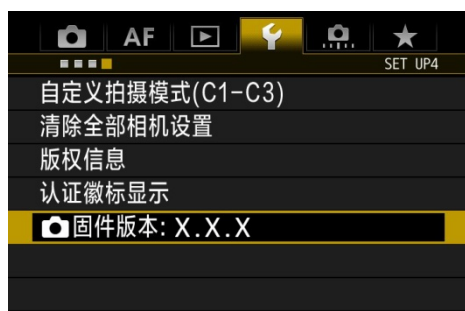 AF
SET UP4
自定义拍摄模式(C1-C3)
清除全部相机设置
版权信息
认证徽标显示
固件版本: X.X.X